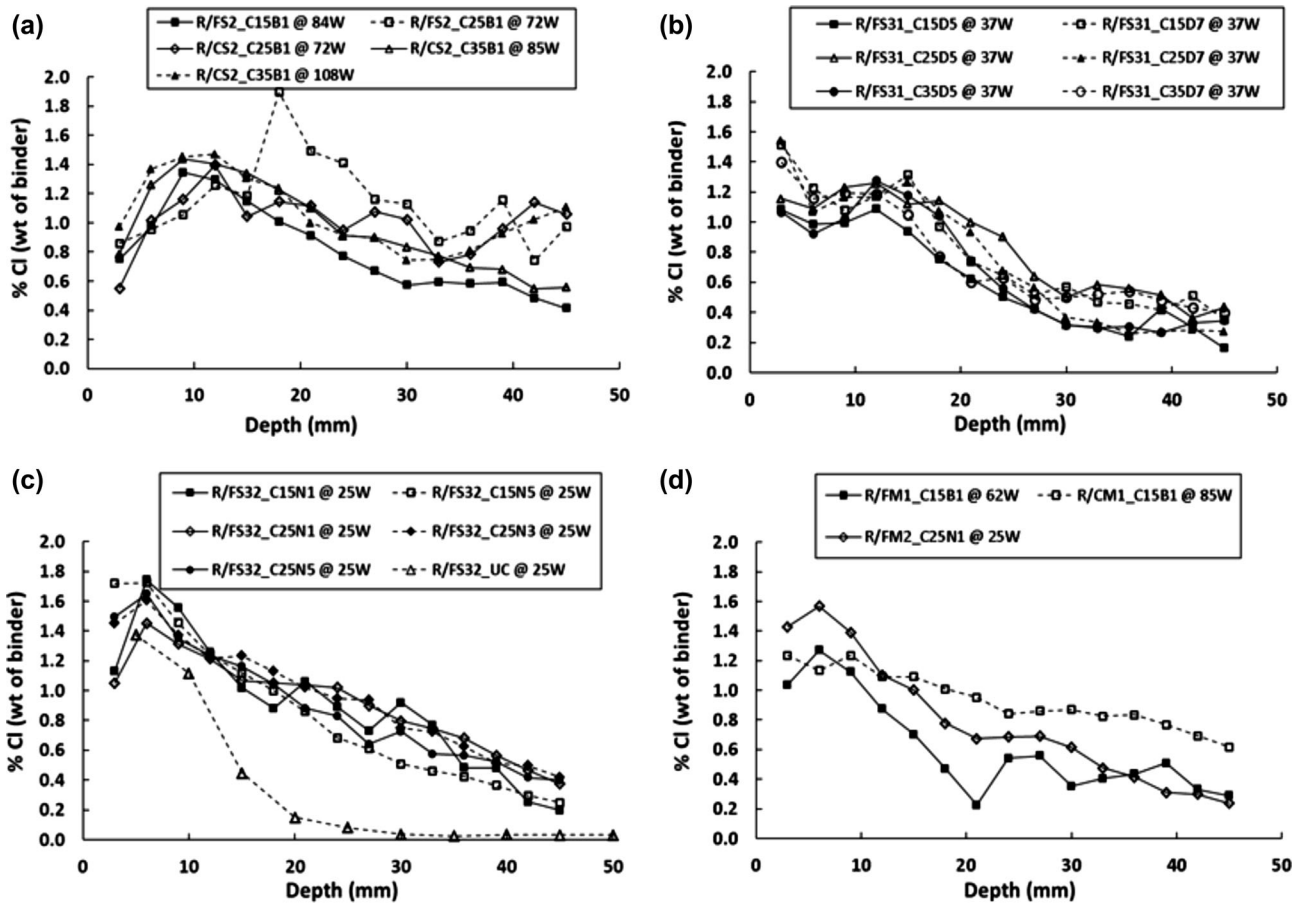 (a)
R/FS2_C15B1 @ 84W R/FS2_C25B1 @ 72W
R/CS2_C25B1 @ 72W R/CS2_C35B1 @ 85W
R/CS2_C35B1 @ 108W
% Cl (wt of binder)
2.0
1.8
1.6
1.4
1.2
1.0
0.8
0.6
0.4
0.2
0.0
0 10 20 30 40 50
Depth (mm)
(b)
R/FS31_C15D5 @ 37W R/FS31_C15D7 @ 37W
R/FS31_C25D5 @ 37W R/FS31_C25D7 @ 37W
R/FS31_C35D5 @ 37W R/FS31_C35D7 @ 37W
% Cl (wt of binder)
2.0
1.8
1.6
1.4
1.2
1.0
0.8
0.6
0.4
0.2
0.0
0 10 20 30 40 50
Depth (mm)
(c)
R/FS32_C15N1 @ 25W R/FS32_C15N5 @ 25W
R/FS32_C25N1 @ 25W R/FS32_C25N3 @ 25W
R/FS32_C25N5 @ 25W R/FS32_UC @ 25W
% Cl (wt of binder)
2.0
1.8
1.6
1.4
1.2
1.0
0.8
0.6
0.4
0.2
0.0
0 10 20 30 40 50
Depth (mm)
(d)
R/FM1_C15B1 @ 62W R/CM1_C15B1 @ 85W
R/FM2_C25N1 @ 25W
% Cl (wt of binder)
2.0
1.8
1.6
1.4
1.2
1.0
0.8
0.6
0.4
0.2
0.0
0 10 20 30 40 50
Depth (mm)